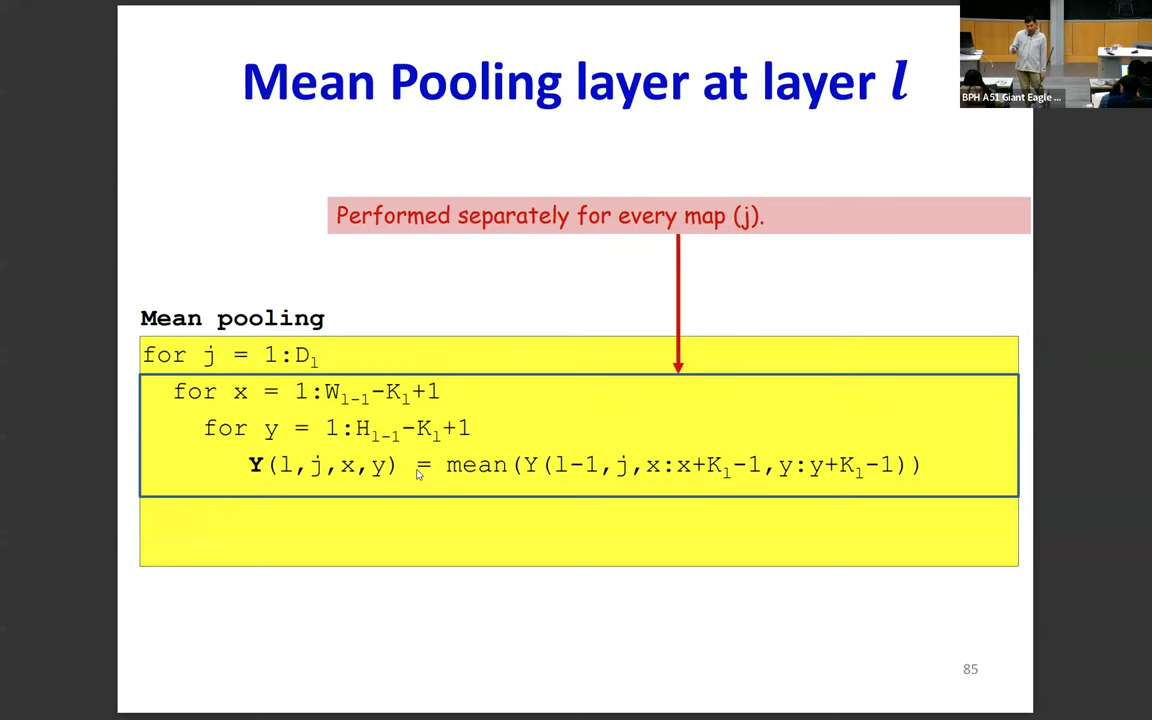 Mean Pooling layer at layer l
BPH A51 Giant Eagle ...
Performed separately for every map (j).
Mean pooling
for j = 1:Dl
for x = 1:Wl-1-Kl+1
for y = 1:Hl-1-Kl+1
Y(l,j,x,y) = mean(Y(l-1,j,x:x+Kl-1,y:y+Kl-1))
85